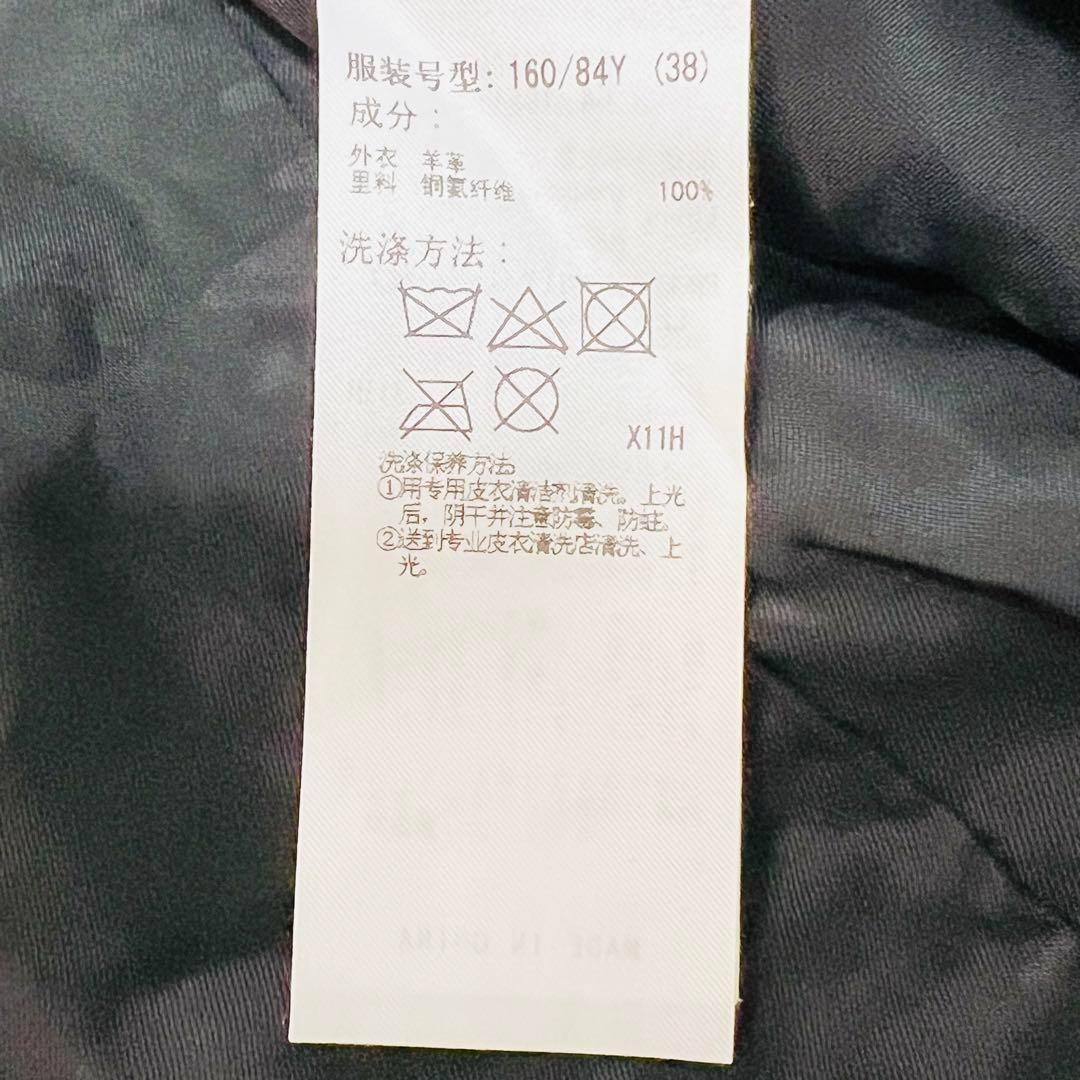 服装号型: 160/84Y (38)
成分:
外衣 羊革
里料 铜氨纤维 100%
洗涤方法:
X11H
洗涤保养方法:
①用专用皮衣清洁剂清洗。上光
后，阴干并注意防霉、防蛀。
②送到专业皮衣清洗店清洗、上
光。
MADE IN CHINA